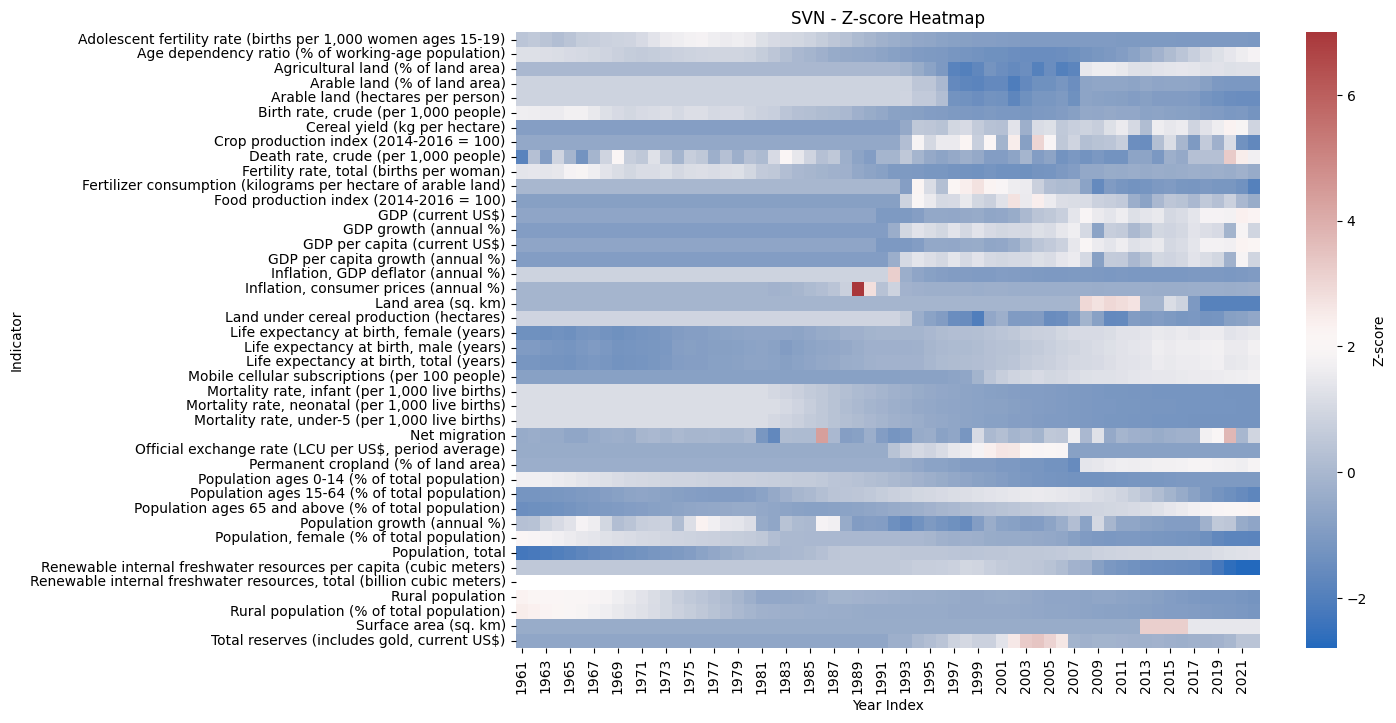 SVN - Z-score Heatmap
Adolescent fertility rate (births per 1,000 women ages 15-19)
Age dependency ratio (% of working-age population)
Agricultural land (% of land area)
Arable land (% of land area)
Arable land (hectares per person)
Birth rate, crude (per 1,000 people)
Cereal yield (kg per hectare)
Crop production index (2014-2016 = 100)
Death rate, crude (per 1,000 people)
Fertility rate, total (births per woman)
Fertilizer consumption (kilograms per hectare of arable land)
Food production index (2014-2016 = 100)
GDP (current US$)
GDP growth (annual %)
GDP per capita (current US$)
GDP per capita growth (annual %)
Inflation, GDP deflator (annual %)
Inflation, consumer prices (annual %)
Land area (sq. km)
Land under cereal production (hectares)
Life expectancy at birth, female (years)
Life expectancy at birth, male (years)
Life expectancy at birth, total (years)
Mobile cellular subscriptions (per 100 people)
Mortality rate, infant (per 1,000 live births)
Mortality rate, neonatal (per 1,000 live births)
Mortality rate, under-5 (per 1,000 live births)
Net migration
Official exchange rate (LCU per US$, period average)
Permanent cropland (% of land area)
Population ages 0-14 (% of total population)
Population ages 15-64 (% of total population)
Population ages 65 and above (% of total population)
Population growth (annual %)
Population, female (% of total population)
Population, total
Renewable internal freshwater resources per capita (cubic meters)
Renewable internal freshwater resources, total (billion cubic meters)
Rural population
Rural population (% of total population)
Surface area (sq. km)
Total reserves (includes gold, current US$)
Indicator
1961 1963 1965 1967 1969 1971 1973 1975 1977 1979 1981 1983 1985 1987 1989 1991 1993 1995 1997 1999 2001 2003 2005 2007 2009 2011 2013 2015 2017 2019 2021
Year Index
6
4
2
0
−2
Z-score